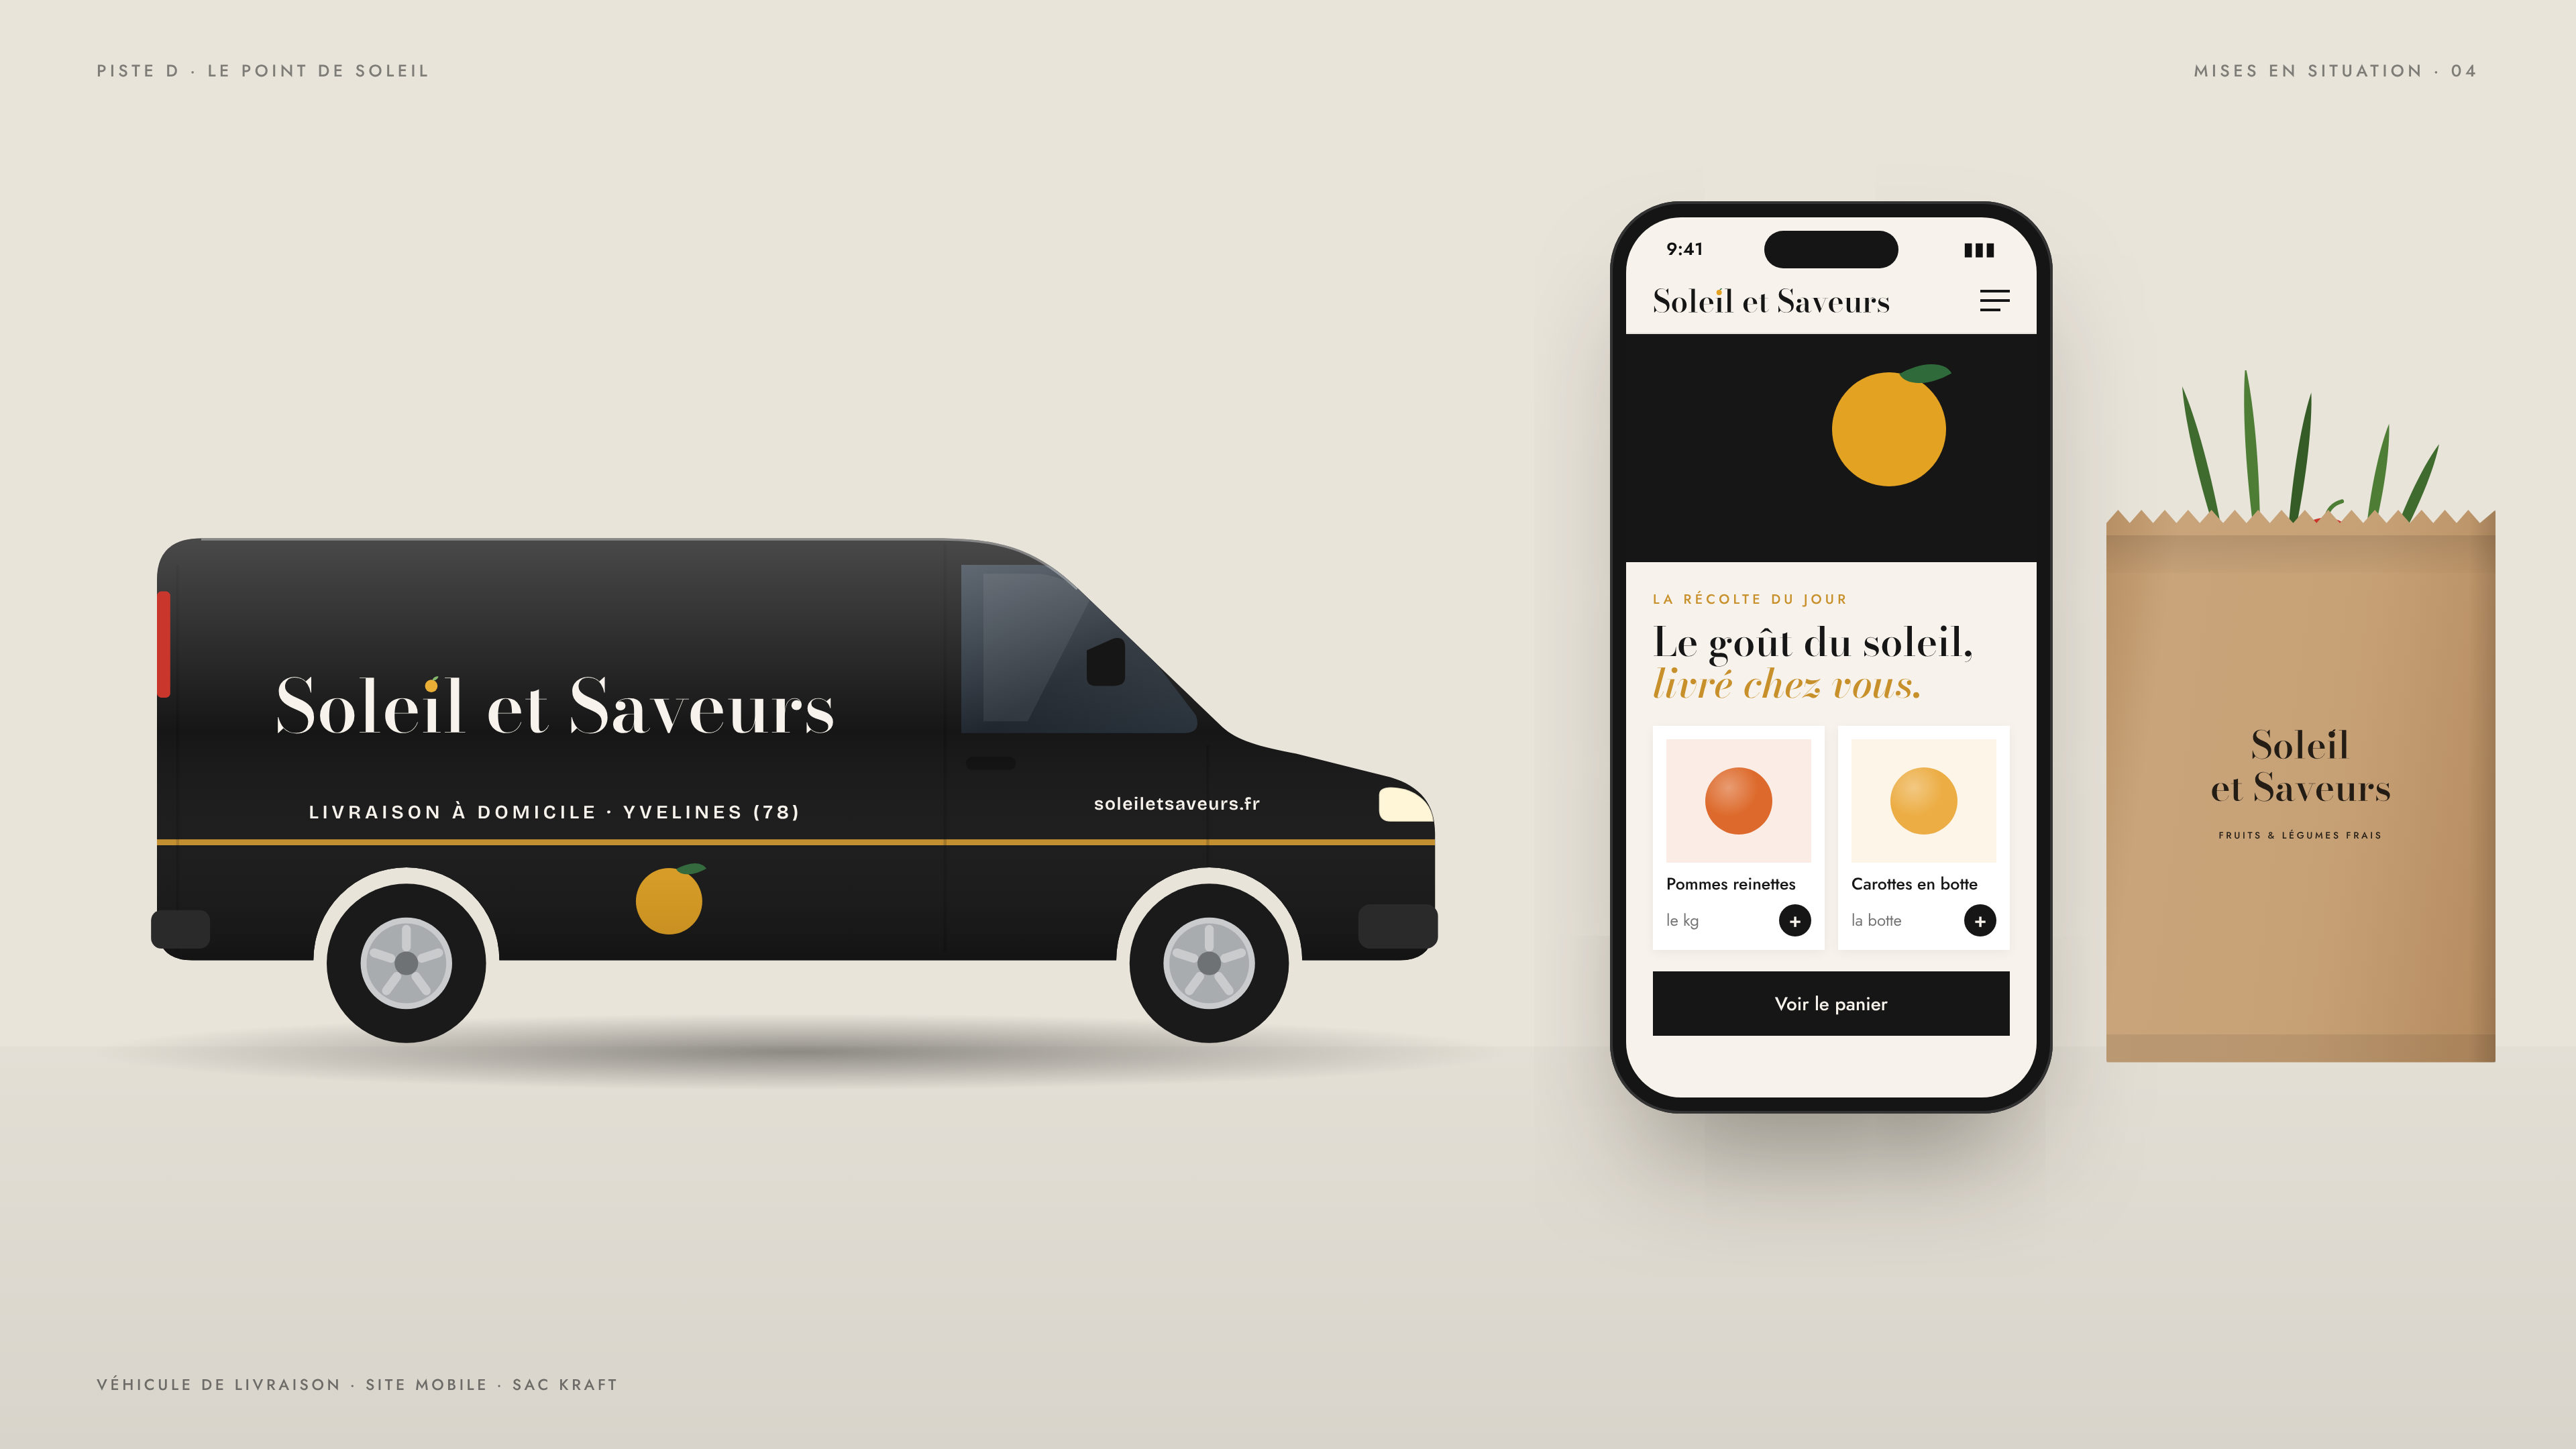 PISTE D · LE POINT DE SOLEIL
MISES EN SITUATION · 04
Soleil et Saveurs
LIVRAISON À DOMICILE · YVELINES (78)
soleiletsaveurs.fr
9:41
Soleil et Saveurs
LA RÉCOLTE DU JOUR
Le goût du soleil,
livré chez vous.
Pommes reinettes
le kg
+
Carottes en botte
la botte
+
Voir le panier
Soleil
et Saveurs
FRUITS & LÉGUMES FRAIS
VÉHICULE DE LIVRAISON · SITE MOBILE · SAC KRAFT